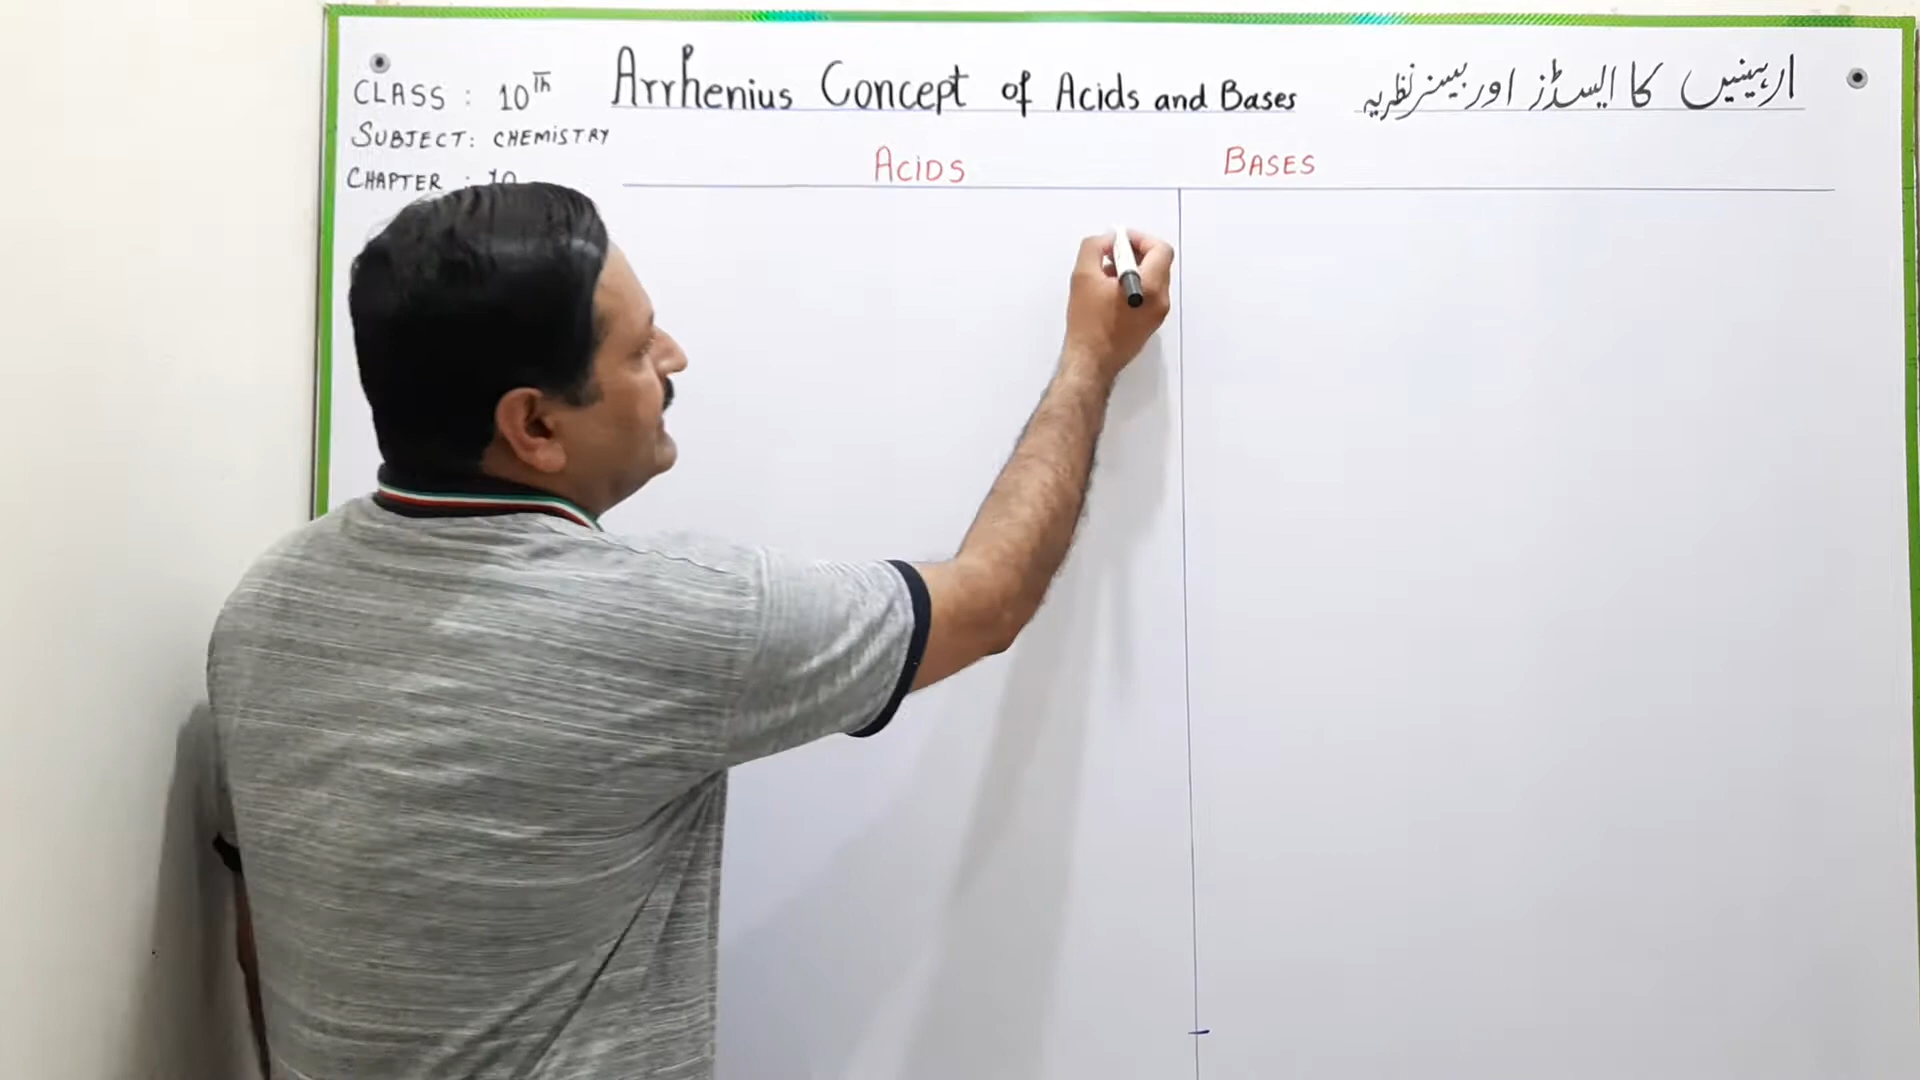 CLASS : 10th
Arrhenius Concept of Acids and Bases
ارہینیس کا ایسڈز اور بیسز نظریہ
SUBJECT: CHEMISTRY
CHAPTER : 10
ACIDS
BASES